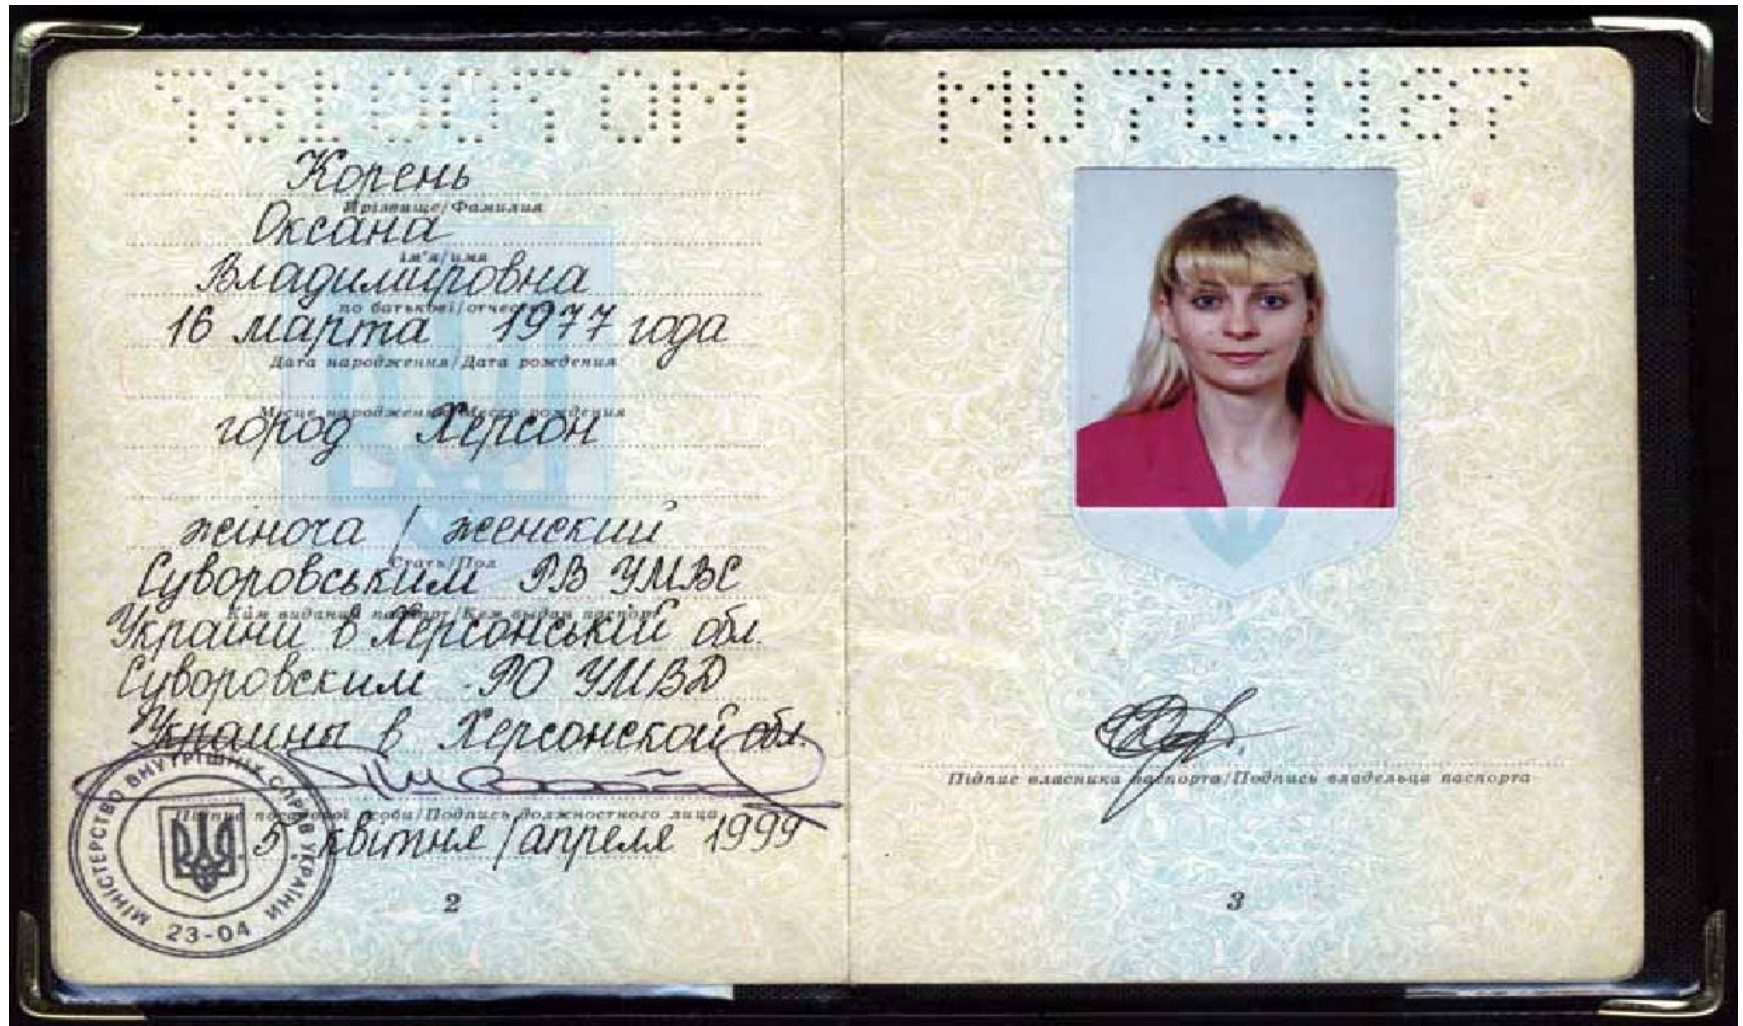 МО700187
Корень
Прізвище/Фамилия
Оксана
Ім'я/имя
Владимировна
по батькові/отчество
16 марта 1977 года
Дата народження/Дата рождения
Місце народження/Место рождения
город Херсон
жіноча / женский
Стать/Пол
Суворовським РВ УМВС
Ким виданий паспорт/Кем выдан паспорт
України в Херсонській обл.
Суворовским РО УМВД
Украины в Херсонской обл.
Підпис посадової особи/Подпись должностного лица
5 квітня/апреля 1999
МІНІСТЕРСТВО ВНУТРІШНІХ СПРАВ УКРАЇНИ
23-04
2
МО700187
Підпис власника паспорта/Подпись владельца паспорта
3